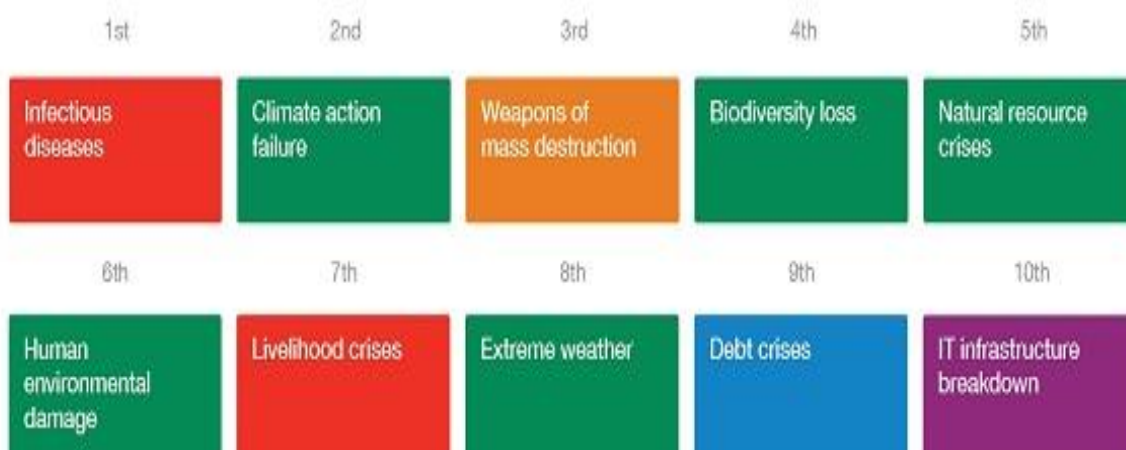 1st 2nd 3rd 4th 5th
Infectious
diseases
Climate action
failure
Weapons of
mass destruction
Biodiversity loss
Natural resource
crises
6th 7th 8th 9th 10th
Human
environmental
damage
Livelihood crises
Extreme weather
Debt crises
IT infrastructure
breakdown